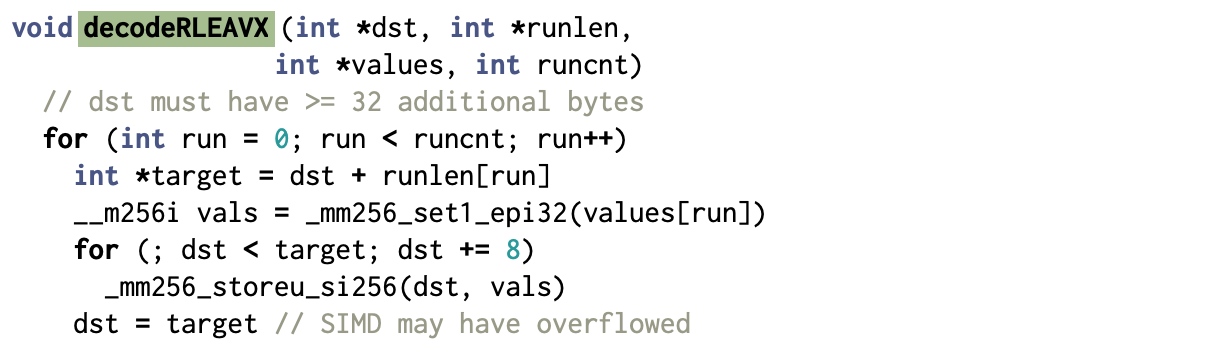 void decodeRLEAVX (int *dst, int *runlen,
                 int *values, int runcnt)
  // dst must have >= 32 additional bytes
  for (int run = 0; run < runcnt; run++)
    int *target = dst + runlen[run]
    __m256i vals = _mm256_set1_epi32(values[run])
    for (; dst < target; dst += 8)
      _mm256_storeu_si256(dst, vals)
    dst = target // SIMD may have overflowed